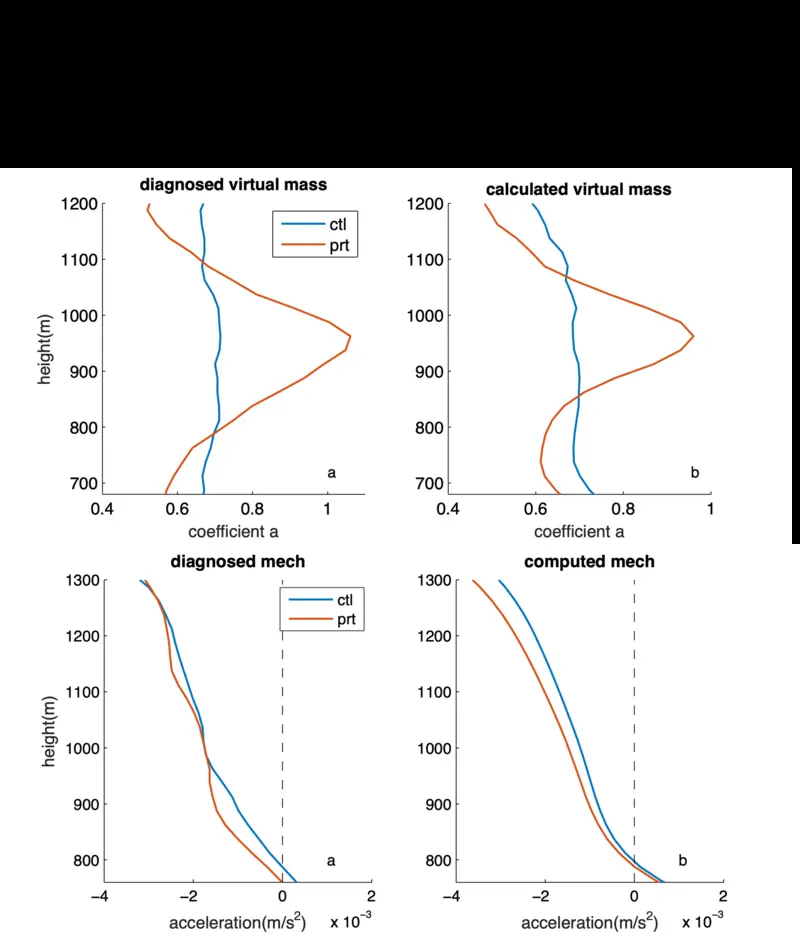 diagnosed virtual mass
calculated virtual mass
1200
1100
1000
900
800
700
height(m)
ctl
prt
a
0.4
0.6
0.8
1
coefficient a
1200
1100
1000
900
800
700
b
0.4
0.6
0.8
1
coefficient a
diagnosed mech
computed mech
1300
1200
1100
1000
900
800
height(m)
ctl
prt
a
−4
−2
0
2
acceleration(m/s²)
x 10⁻³
1300
1200
1100
1000
900
800
b
−4
−2
0
2
acceleration(m/s²)
x 10⁻³